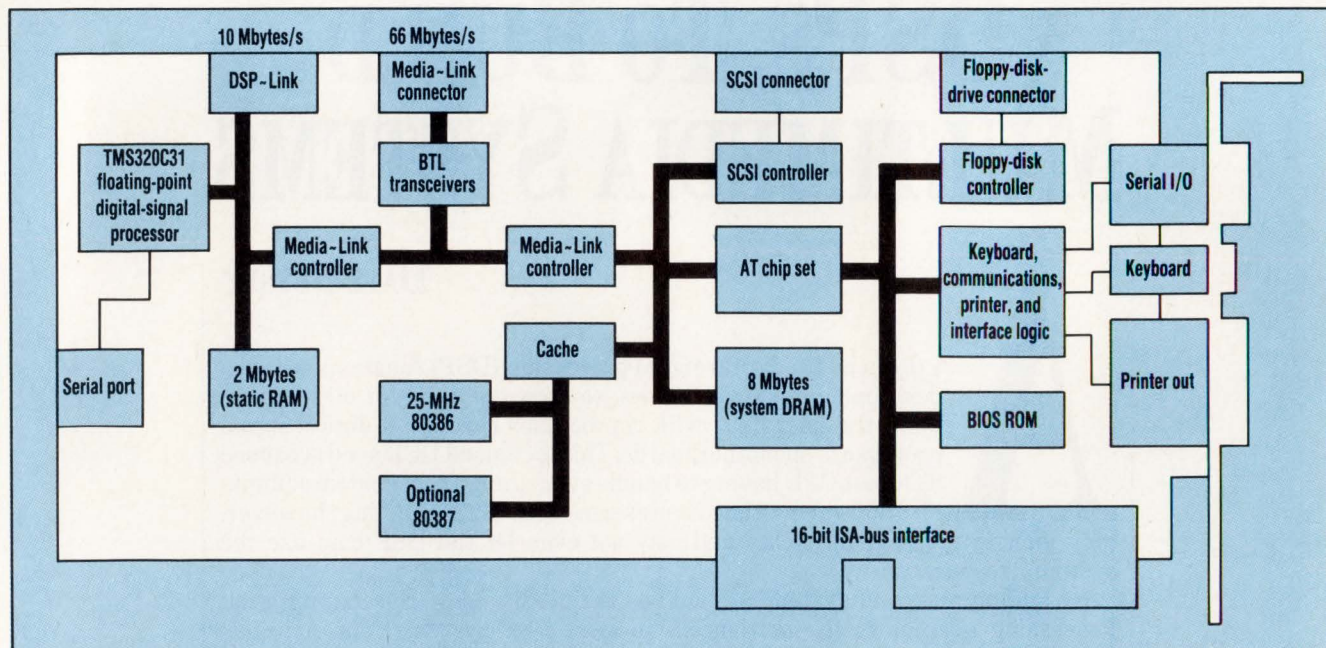 10 Mbytes/s
66 Mbytes/s
DSP~Link
Media~Link
connector
SCSI connector
Floppy-disk-
drive connector
TMS320C31
floating-point
digital-signal
processor
BTL
transceivers
SCSI controller
Floppy-disk
controller
Serial I/O
Media~Link
controller
Media~Link
controller
AT chip set
Keyboard,
communications,
printer, and
interface logic
Keyboard
Serial port
2 Mbytes
(static RAM)
Cache
25-MHz
80386
Optional
80387
8 Mbytes
(system DRAM)
Printer out
BIOS ROM
16-bit ISA-bus interface